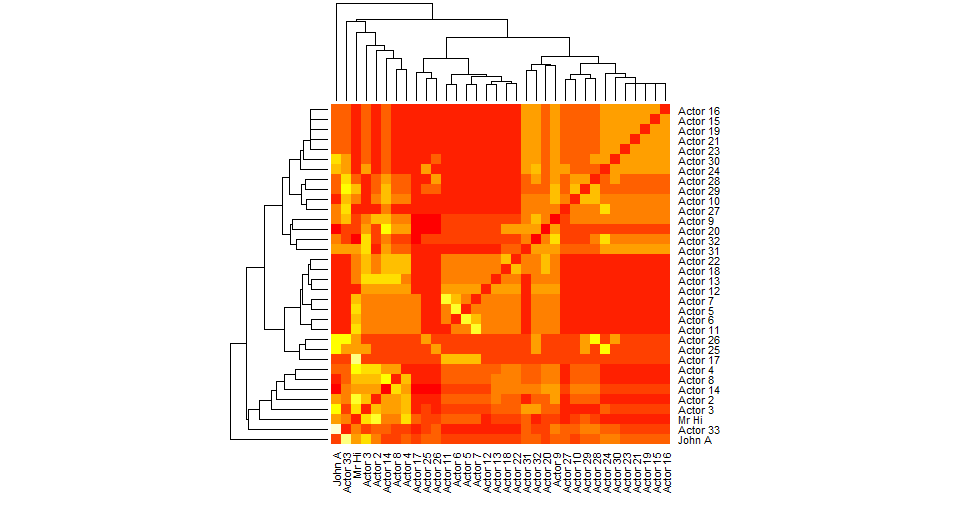 Actor 16
Actor 15
Actor 19
Actor 21
Actor 23
Actor 30
Actor 24
Actor 28
Actor 29
Actor 10
Actor 27
Actor 9
Actor 20
Actor 32
Actor 31
Actor 22
Actor 18
Actor 13
Actor 12
Actor 7
Actor 5
Actor 6
Actor 11
Actor 26
Actor 25
Actor 17
Actor 4
Actor 8
Actor 14
Actor 2
Actor 3
Mr Hi
Actor 33
John A
John A
Actor 33
Mr Hi
Actor 3
Actor 2
Actor 14
Actor 8
Actor 4
Actor 17
Actor 25
Actor 26
Actor 11
Actor 6
Actor 5
Actor 7
Actor 12
Actor 13
Actor 18
Actor 22
Actor 31
Actor 32
Actor 20
Actor 9
Actor 27
Actor 10
Actor 29
Actor 28
Actor 24
Actor 30
Actor 23
Actor 21
Actor 19
Actor 15
Actor 16